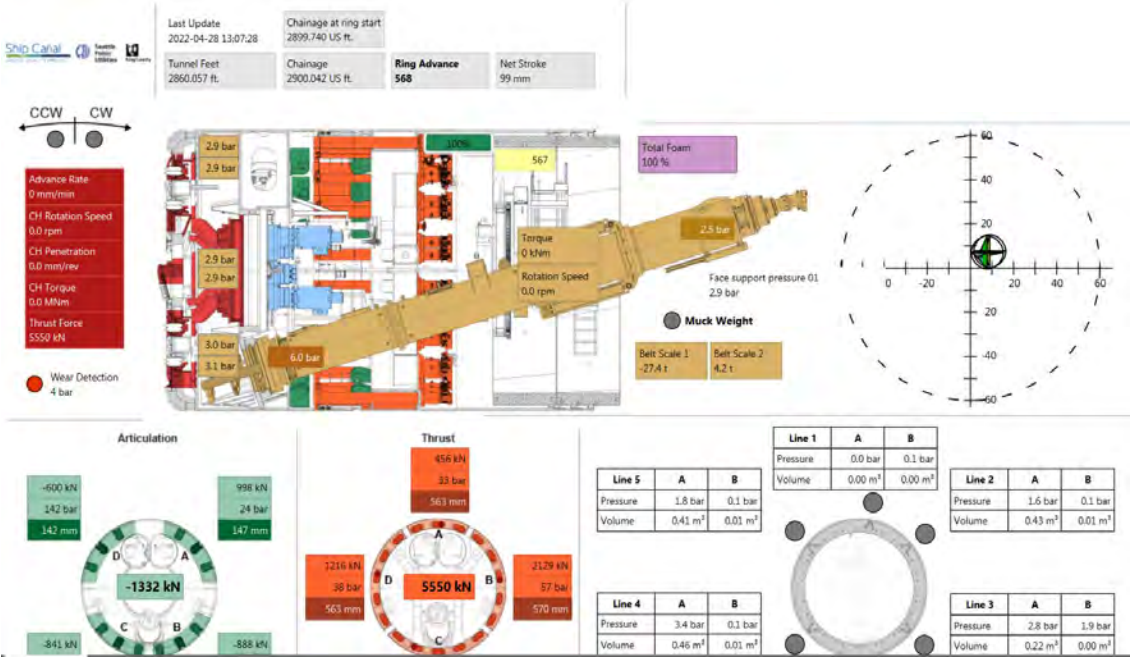 Last Update
2022-04-28 13:07:28
Chainage at ring start
2899.740 US ft.
Ship Canal
Seattle
Public
Utilities
King County
Tunnel Feet
2860.057 ft.
Chainage
2900.042 US ft.
Ring Advance
568
Net Stroke
99 mm
CCW
CW
Advance Rate
0 mm/min
CH Rotation Speed
0.0 rpm
CH Penetration
0.0 mm/rev
CH Torque
0.0 MNm
Thrust Force
5550 kN
Wear Detection
4 bar
2.9 bar
2.9 bar
2.9 bar
2.9 bar
3.0 bar
3.1 bar
6.0 bar
100%
567
Torque
0 kNm
Rotation Speed
0.0 rpm
2.5 bar
Total Foam
100 %
Face support pressure 01
2.9 bar
Muck Weight
Belt Scale 1
-27.4 t
Belt Scale 2
4.2 t
60
40
20
0
-20
20
40
60
20
-40
-60
Articulation
-600 kN
142 bar
142 mm
998 kN
24 bar
147 mm
D
A
-1332 kN
C
B
-841 kN
-888 kN
Thrust
456 kN
33 bar
563 mm
A
1216 kN
38 bar
563 mm
D
5550 kN
B
2129 kN
57 bar
570 mm
C
Line 1 A B
Pressure 0.0 bar 0.1 bar
Volume 0.00 m³ 0.00 m³
Line 5 A B
Pressure 1.8 bar 0.1 bar
Volume 0.41 m³ 0.01 m³
Line 2 A B
Pressure 1.6 bar 0.1 bar
Volume 0.43 m³ 0.01 m³
Line 4 A B
Pressure 3.4 bar 0.1 bar
Volume 0.46 m³ 0.01 m³
Line 3 A B
Pressure 2.8 bar 1.9 bar
Volume 0.22 m³ 0.00 m³